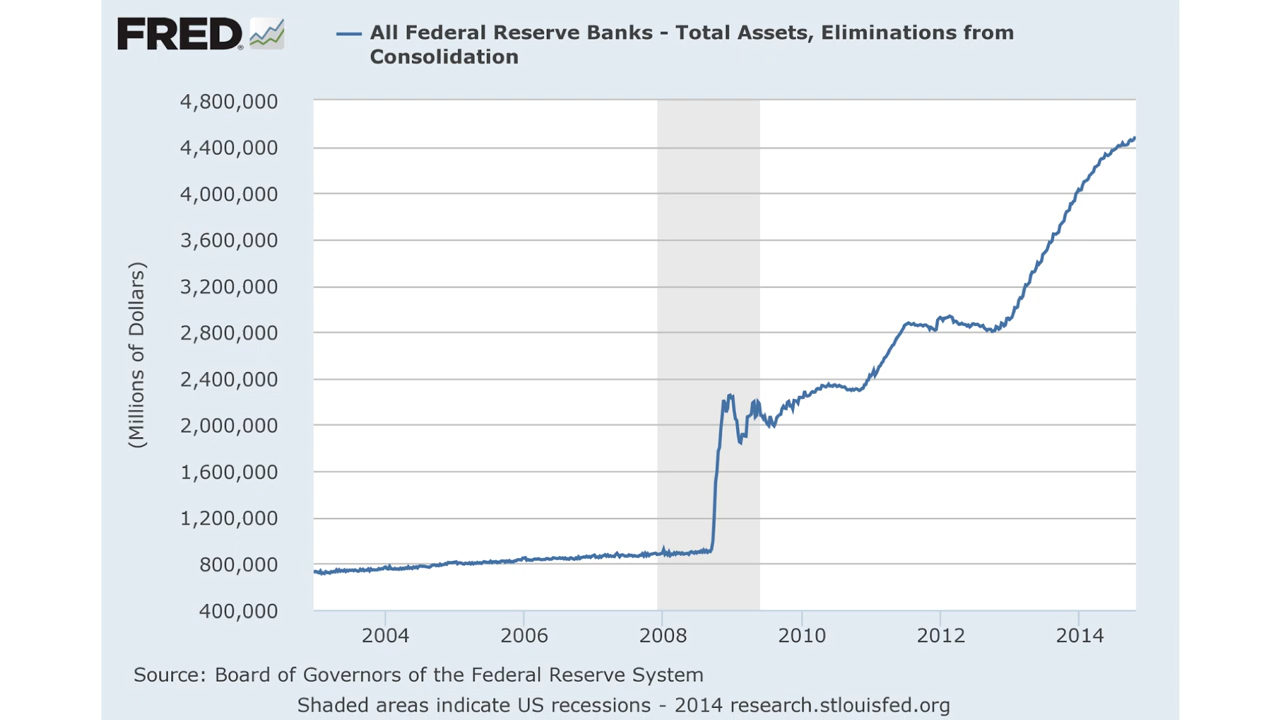 FRED
All Federal Reserve Banks - Total Assets, Eliminations from
Consolidation
4,800,000
4,400,000
4,000,000
3,600,000
3,200,000
2,800,000
2,400,000
2,000,000
1,600,000
1,200,000
800,000
400,000
(Millions of Dollars)
2004 2006 2008 2010 2012 2014
Source: Board of Governors of the Federal Reserve System
Shaded areas indicate US recessions - 2014 research.stlouisfed.org